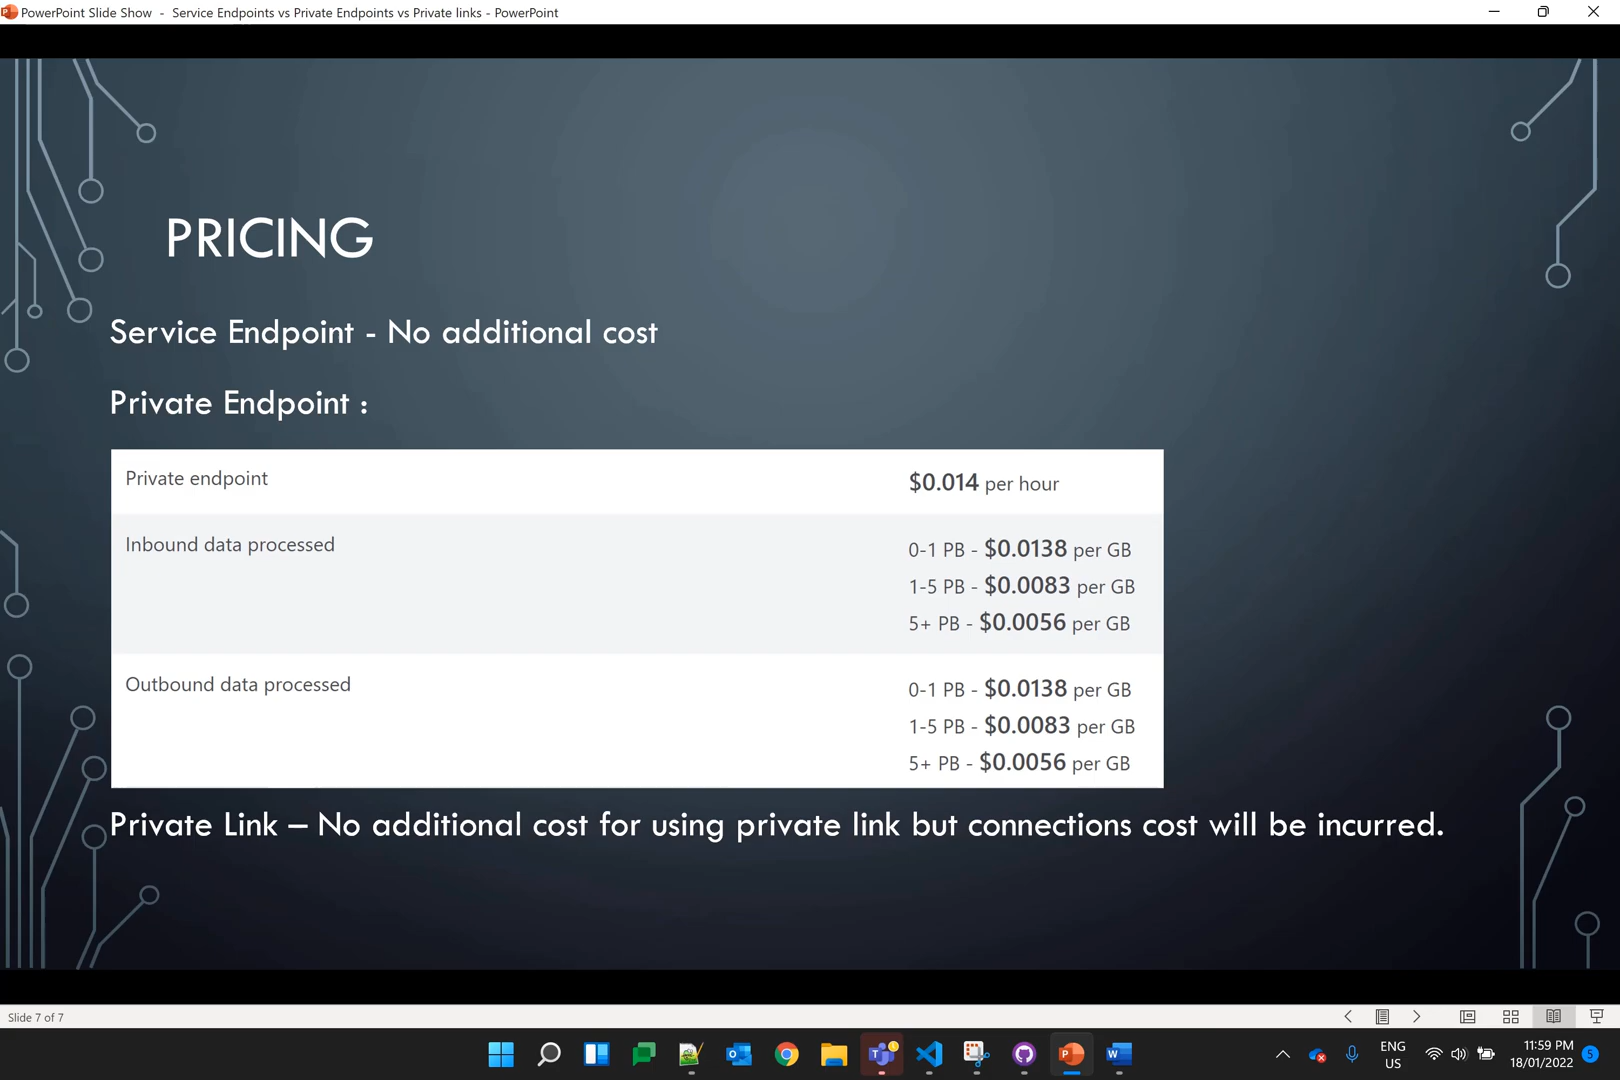 PowerPoint Slide Show - Service Endpoints vs Private Endpoints vs Private links - PowerPoint
PRICING
Service Endpoint - No additional cost
Private Endpoint :
Private endpoint $0.014 per hour
Inbound data processed 0-1 PB - $0.0138 per GB
1-5 PB - $0.0083 per GB
5+ PB - $0.0056 per GB
Outbound data processed 0-1 PB - $0.0138 per GB
1-5 PB - $0.0083 per GB
5+ PB - $0.0056 per GB
Private Link – No additional cost for using private link but connections cost will be incurred.
Slide 7 of 7
ENG 11:59 PM
US 18/01/2022 5